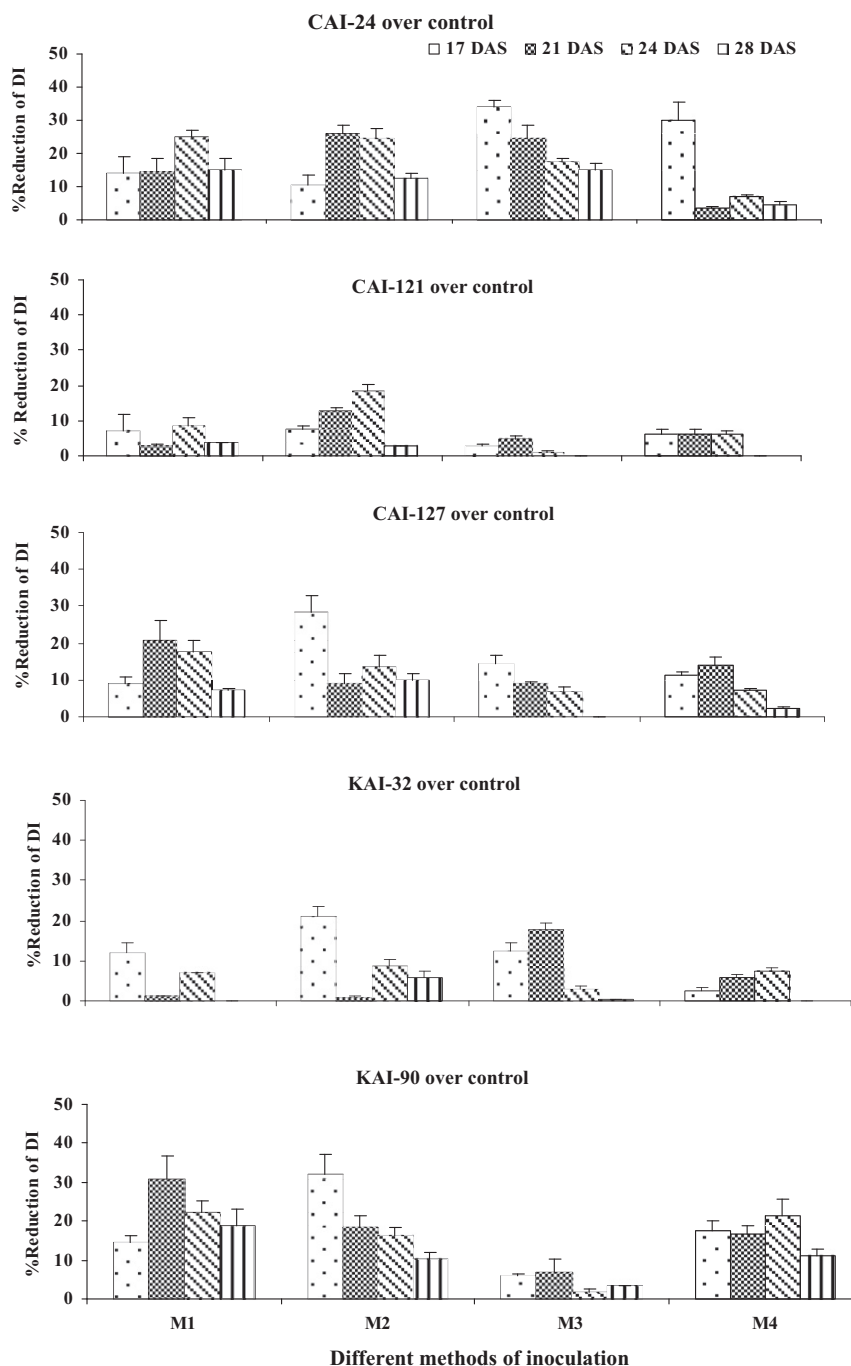 CAI-24 over control
17 DAS 21 DAS 24 DAS 28 DAS
%Reduction of DI
50
40
30
20
10
0
CAI-121 over control
% Reduction of DI
50
40
30
20
10
0
CAI-127 over control
%Reduction of DI
50
40
30
20
10
0
KAI-32 over control
%Reduction of DI
50
40
30
20
10
0
KAI-90 over control
%Reduction of DI
50
40
30
20
10
0
M1 M2 M3 M4
Different methods of inoculation